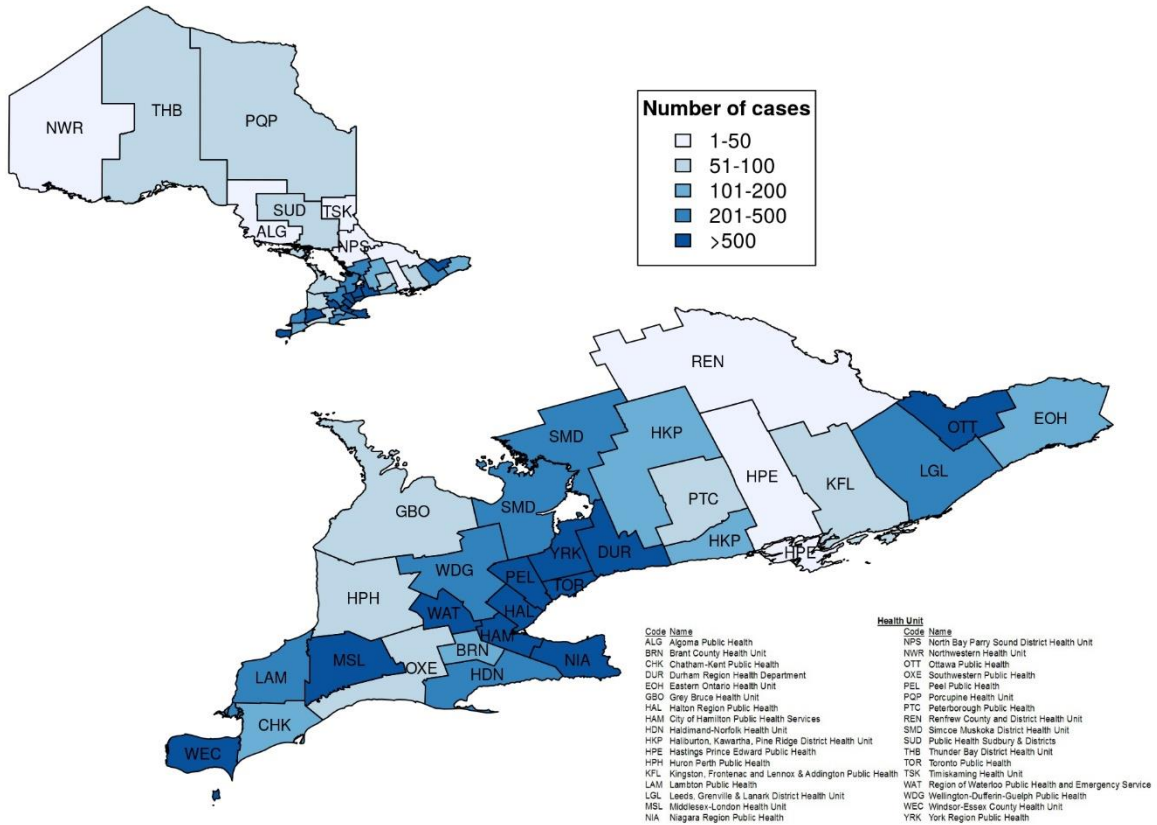 NWR
THB
PQP
SUD
TSK
ALG
NPS
Number of cases
1-50
51-100
101-200
201-500
>500
REN
OTT
EOH
SMD
HKP
LGL
HPE
KFL
PTC
GBO
SMD
HKP
HPE
YRK
DUR
WDG
PEL
TOR
HPH
WAT
HAL
HAM
BRN
MSL
OXE
NIA
LAM
HDN
CHK
WEC
Health Unit
Code Name
ALG Algoma Public Health
BRN Brant County Health Unit
CHK Chatham-Kent Public Health
DUR Durham Region Health Department
EOH Eastern Ontario Health Unit
GBO Grey Bruce Health Unit
HAL Halton Region Public Health
HAM City of Hamilton Public Health Services
HDN Haldimand-Norfolk Health Unit
HKP Haliburton, Kawartha, Pine Ridge District Health Unit
HPE Hastings Prince Edward Public Health
HPH Huron Perth Public Health
KFL Kingston, Frontenac and Lennox & Addington Public Health
LAM Lambton Public Health
LGL Leeds, Grenville & Lanark District Health Unit
MSL Middlesex-London Health Unit
NIA Niagara Region Public Health
Code Name
NPS North Bay Parry Sound District Health Unit
NWR Northwestern Health Unit
OTT Ottawa Public Health
OXE Southwestern Public Health
PEL Peel Public Health
PQP Porcupine Health Unit
PTC Peterborough Public Health
REN Renfrew County and District Health Unit
SMD Simcoe Muskoka District Health Unit
SUD Public Health Sudbury & Districts
THB Thunder Bay District Health Unit
TOR Toronto Public Health
TSK Timiskaming Health Unit
WAT Region of Waterloo Public Health and Emergency Service
WDG Wellington-Dufferin-Guelph Public Health
WEC Windsor-Essex County Health Unit
YRK York Region Public Health